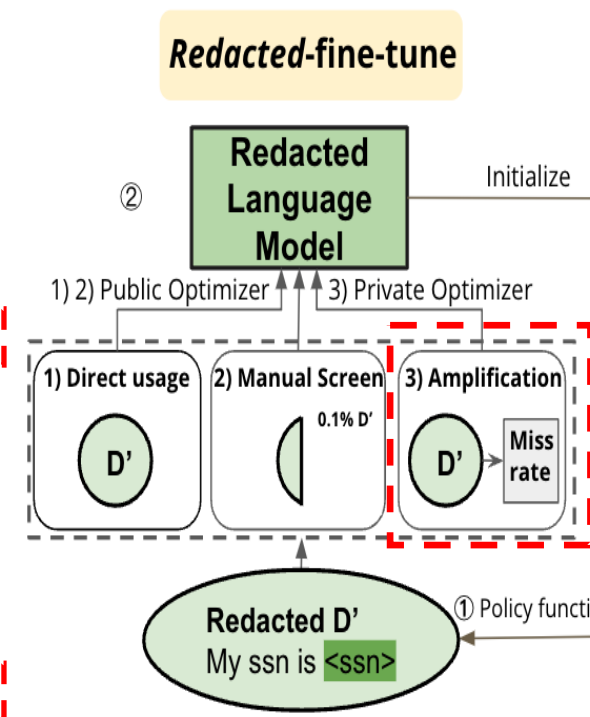 Redacted-fine-tune
②
Redacted
Language
Model
Initialize
1) 2) Public Optimizer
3) Private Optimizer
1) Direct usage
D’
2) Manual Screen
0.1% D’
3) Amplification
D’
Miss
rate
Redacted D’
My ssn is <ssn>
① Policy functi